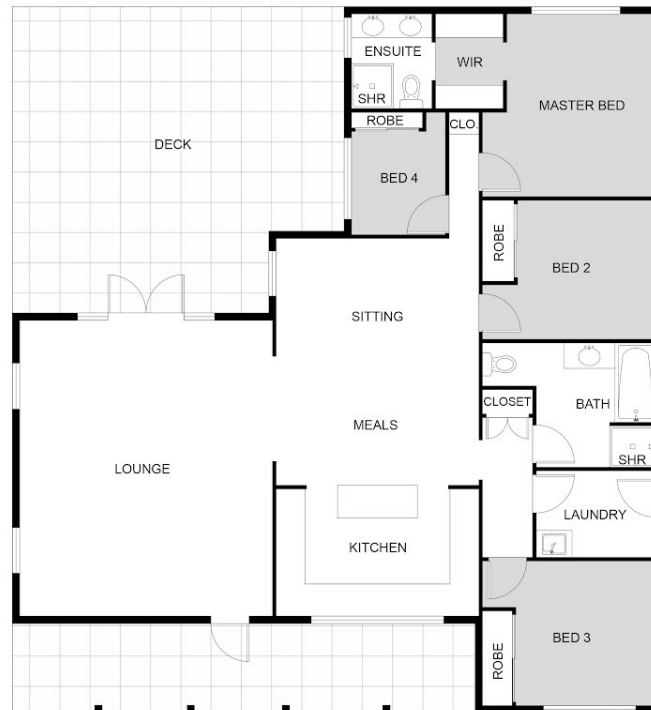 ENSUITE
WIR
SHR
MASTER BED
ROBE
CLO.
DECK
BED 4
ROBE
BED 2
SITTING
CLOSET
BATH
MEALS
SHR
LOUNGE
LAUNDRY
KITCHEN
BED 3
ROBE